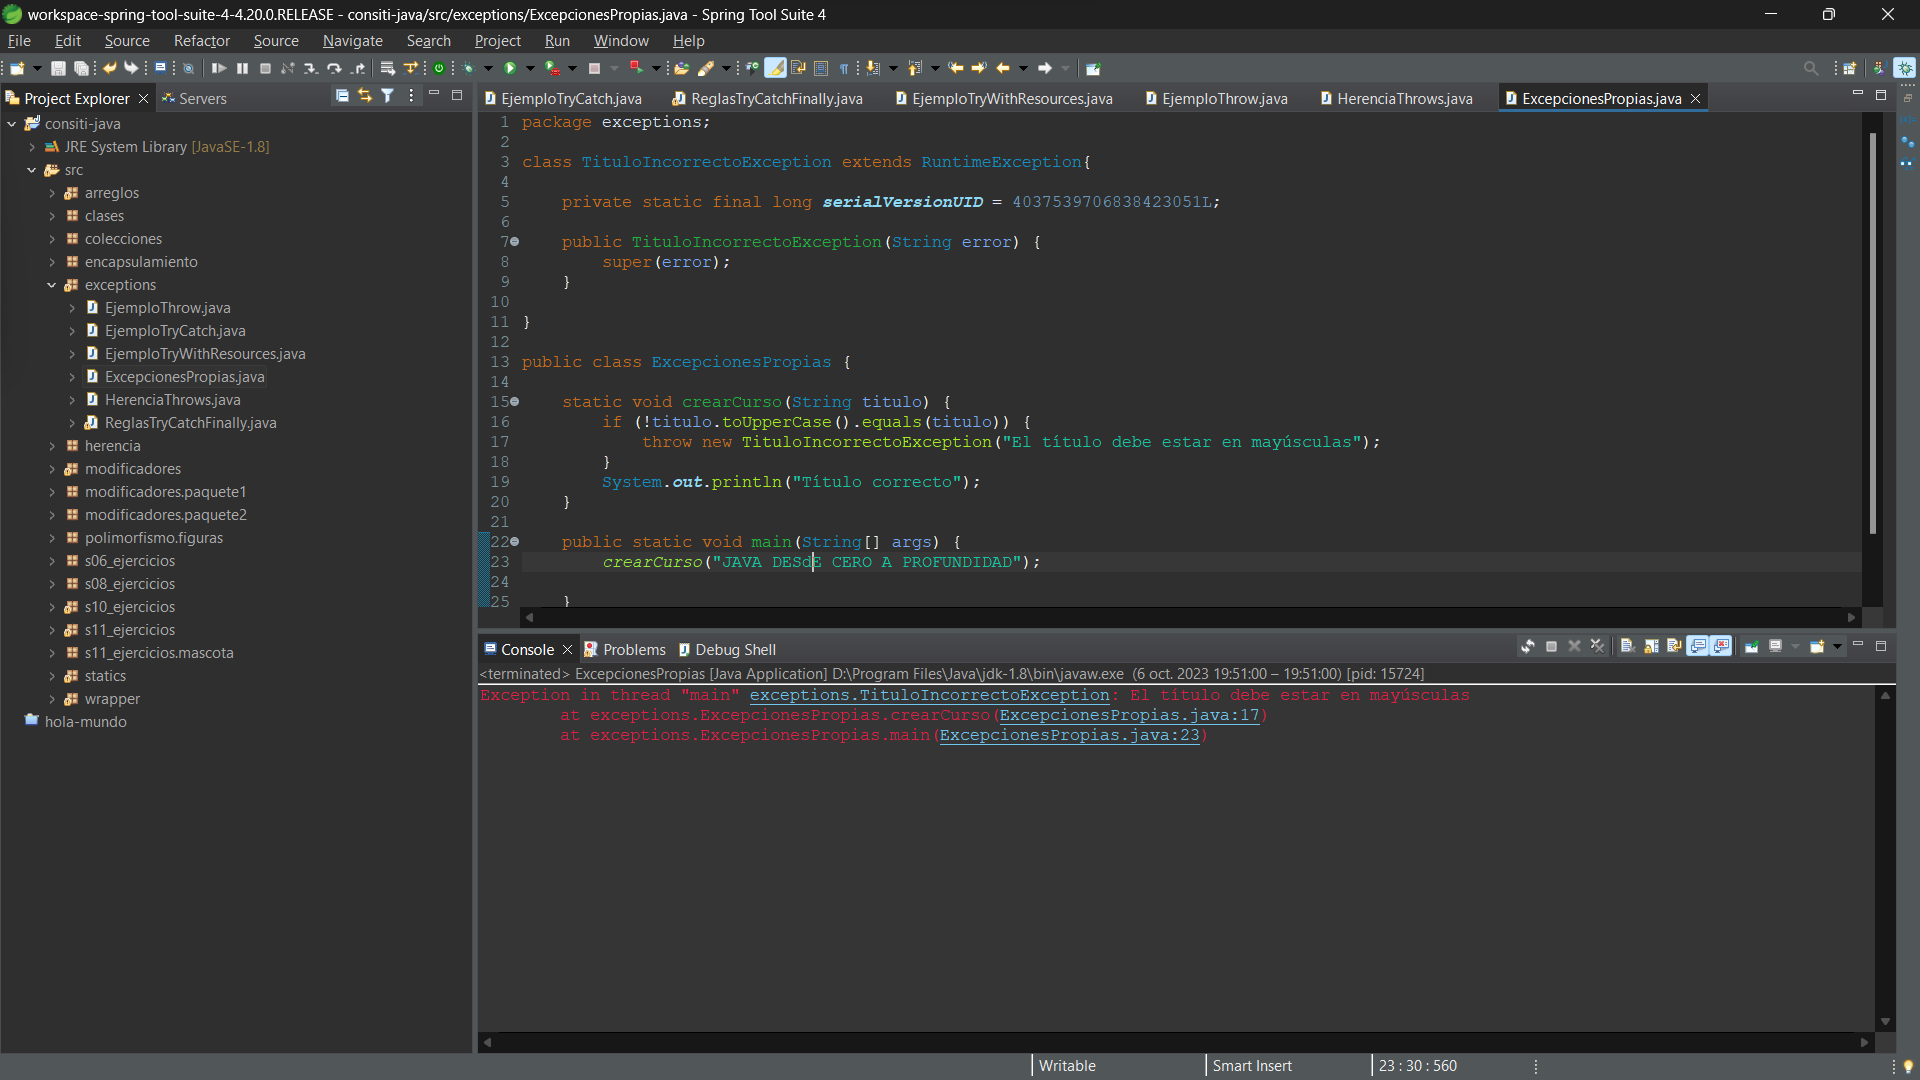 workspace-spring-tool-suite-4-4.20.0.RELEASE - consiti-java/src/exceptions/ExcepcionesPropias.java - Spring Tool Suite 4
File Edit Source Refactor Source Navigate Search Project Run Window Help
Project Explorer
Servers
consiti-java
JRE System Library [JavaSE-1.8]
src
arreglos
clases
colecciones
encapsulamiento
exceptions
EjemploThrow.java
EjemploTryCatch.java
EjemploTryWithResources.java
ExcepcionesPropias.java
HerenciaThrows.java
ReglasTryCatchFinally.java
herencia
modificadores
modificadores.paquete1
modificadores.paquete2
polimorfismo.figuras
s06_ejercicios
s08_ejercicios
s10_ejercicios
s11_ejercicios
s11_ejercicios.mascota
statics
wrapper
hola-mundo
EjemploTryCatch.java ReglasTryCatchFinally.java EjemploTryWithResources.java EjemploThrow.java HerenciaThrows.java ExcepcionesPropias.java
1 package exceptions;
2
3 class TituloIncorrectoException extends RuntimeException{
4
5     private static final long serialVersionUID = 4037539706838423051L;
6
7     public TituloIncorrectoException(String error) {
8         super(error);
9     }
10
11 }
12
13 public class ExcepcionesPropias {
14
15     static void crearCurso(String titulo) {
16         if (!titulo.toUpperCase().equals(titulo)) {
17             throw new TituloIncorrectoException("El título debe estar en mayúsculas");
18         }
19         System.out.println("Título correcto");
20     }
21
22     public static void main(String[] args) {
23         crearCurso("JAVA DESdE CERO A PROFUNDIDAD");
24
25     }
Console Problems Debug Shell
<terminated> ExcepcionesPropias [Java Application] D:\Program Files\Java\jdk-1.8\bin\javaw.exe (6 oct. 2023 19:51:00 – 19:51:00) [pid: 15724]
Exception in thread "main" exceptions.TituloIncorrectoException: El título debe estar en mayúsculas
at exceptions.ExcepcionesPropias.crearCurso(ExcepcionesPropias.java:17)
at exceptions.ExcepcionesPropias.main(ExcepcionesPropias.java:23)
Writable Smart Insert 23 : 30 : 560